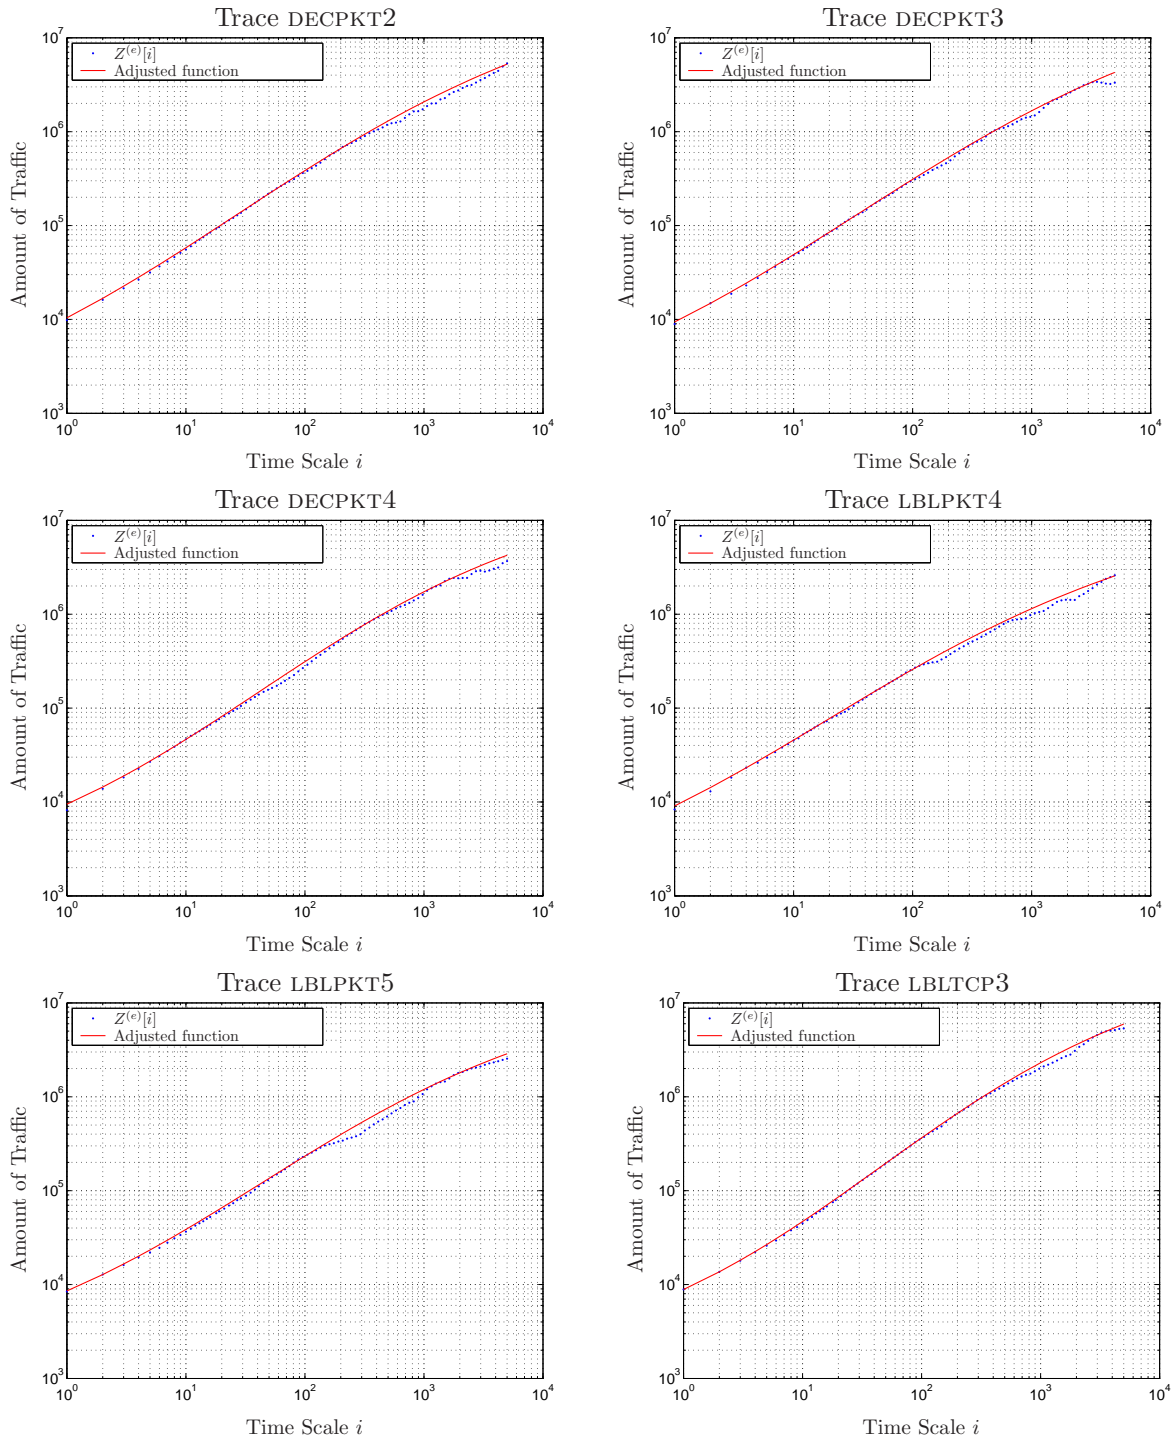 Trace DECPKT2
Z^(e)[i]
Adjusted function
10^7
10^6
10^5
10^4
10^3
10^0 10^1 10^2 10^3 10^4
Amount of Traffic
Time Scale i
Trace DECPKT3
Z^(e)[i]
Adjusted function
10^7
10^6
10^5
10^4
10^3
10^0 10^1 10^2 10^3 10^4
Amount of Traffic
Time Scale i
Trace DECPKT4
Z^(e)[i]
Adjusted function
10^7
10^6
10^5
10^4
10^3
10^0 10^1 10^2 10^3 10^4
Amount of Traffic
Time Scale i
Trace LBLPKT4
Z^(e)[i]
Adjusted function
10^7
10^6
10^5
10^4
10^3
10^0 10^1 10^2 10^3 10^4
Amount of Traffic
Time Scale i
Trace LBLPKT5
Z^(e)[i]
Adjusted function
10^7
10^6
10^5
10^4
10^3
10^0 10^1 10^2 10^3 10^4
Amount of Traffic
Time Scale i
Trace LBLTCP3
Z^(e)[i]
Adjusted function
10^7
10^6
10^5
10^4
10^3
10^0 10^1 10^2 10^3 10^4
Amount of Traffic
Time Scale i